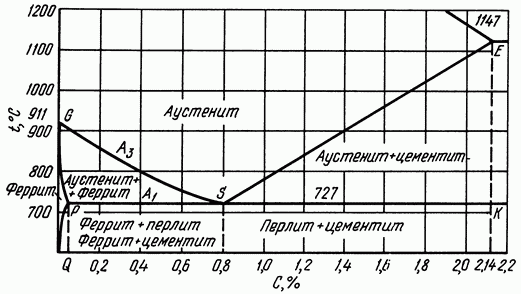 1200
1147
1100
E
1000
t,°C
911
G
900
Аустенит
A3
Аустенит+цементит
800
Аустенит+
+феррит
A1
S
727
Феррит
P
K
700
Феррит+перлит
Феррит+цементит
Перлит+цементит
Q 0,2 0,4 0,6 0,8 1,0 1,2 1,4 1,6 1,8 2,0 2,14 2,2
C,%